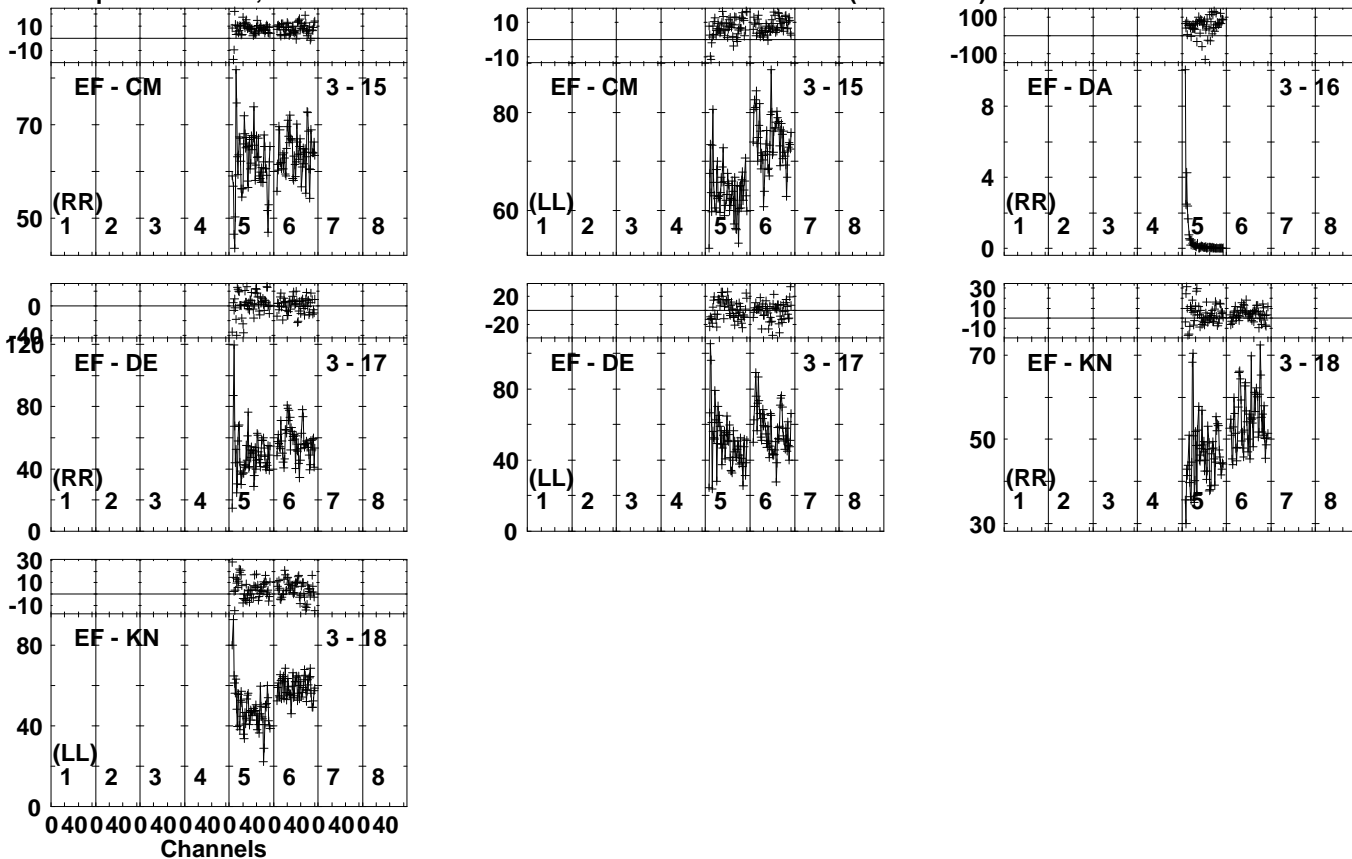 10
-10
EF - CM 3 - 15
70
50
(RR)
1 2 3 4 5 6 7 8
10
-10
EF - CM 3 - 15
80
60
(LL)
1 2 3 4 5 6 7 8
100
-100
EF - DA 3 - 16
8
4
0
(RR)
1 2 3 4 5 6 7 8
0
-40
120
EF - DE 3 - 17
80
40
0
(RR)
1 2 3 4 5 6 7 8
20
-20
EF - DE 3 - 17
80
40
0
(LL)
1 2 3 4 5 6 7 8
30
10
-10
EF - KN 3 - 18
70
50
30
(RR)
1 2 3 4 5 6 7 8
30
10
-10
EF - KN 3 - 18
80
40
0
(LL)
1 2 3 4 5 6 7 8
0 40 0 40 0 40 0 40 0 40 0 40 0 40 0 40
Channels